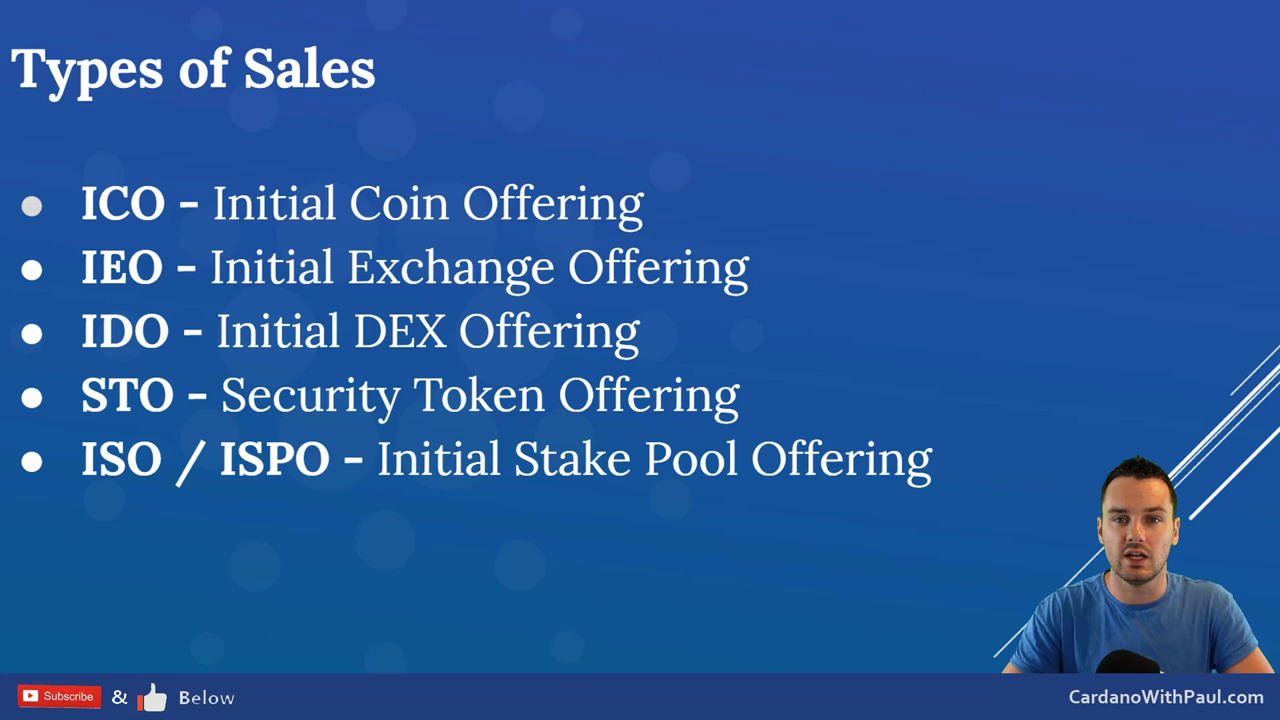 Types of Sales
● ICO - Initial Coin Offering
● IEO - Initial Exchange Offering
● IDO - Initial DEX Offering
● STO - Security Token Offering
● ISO / ISPO - Initial Stake Pool Offering
Subscribe & Below
CardanoWithPaul.com